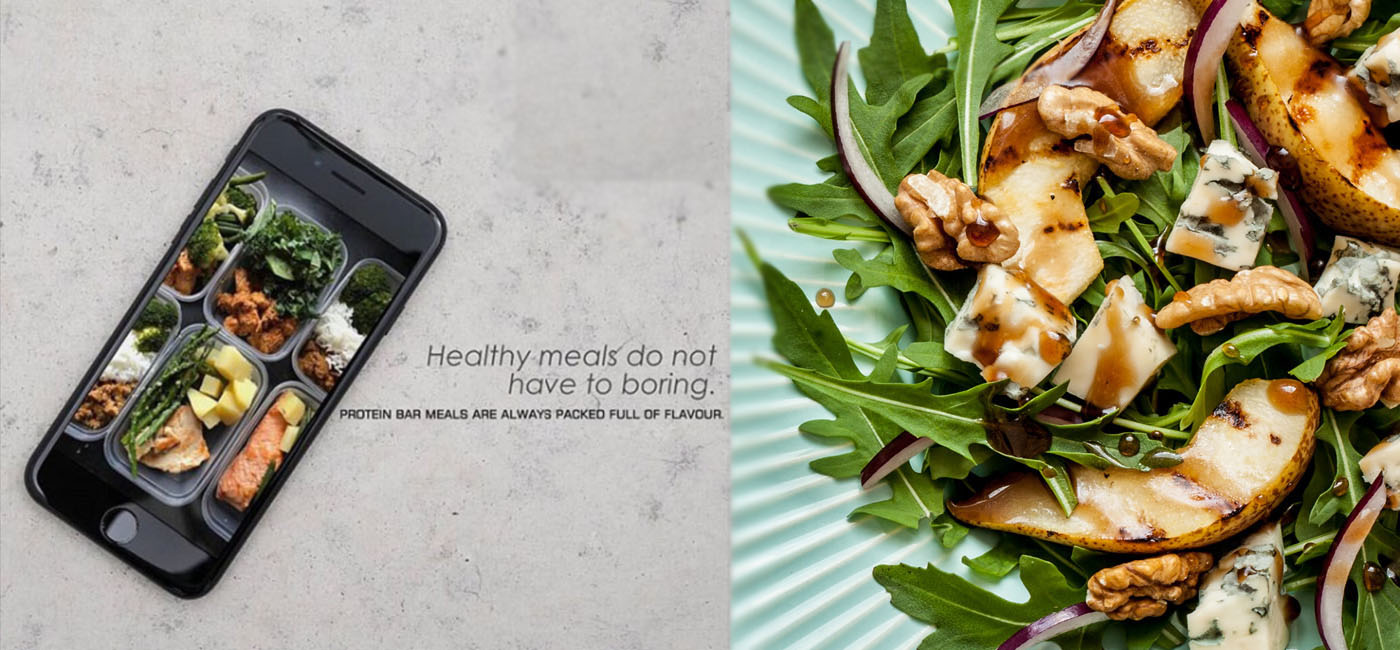 Healthy meals do not
have to boring.
PROTEIN BAR MEALS ARE ALWAYS PACKED FULL OF FLAVOUR.